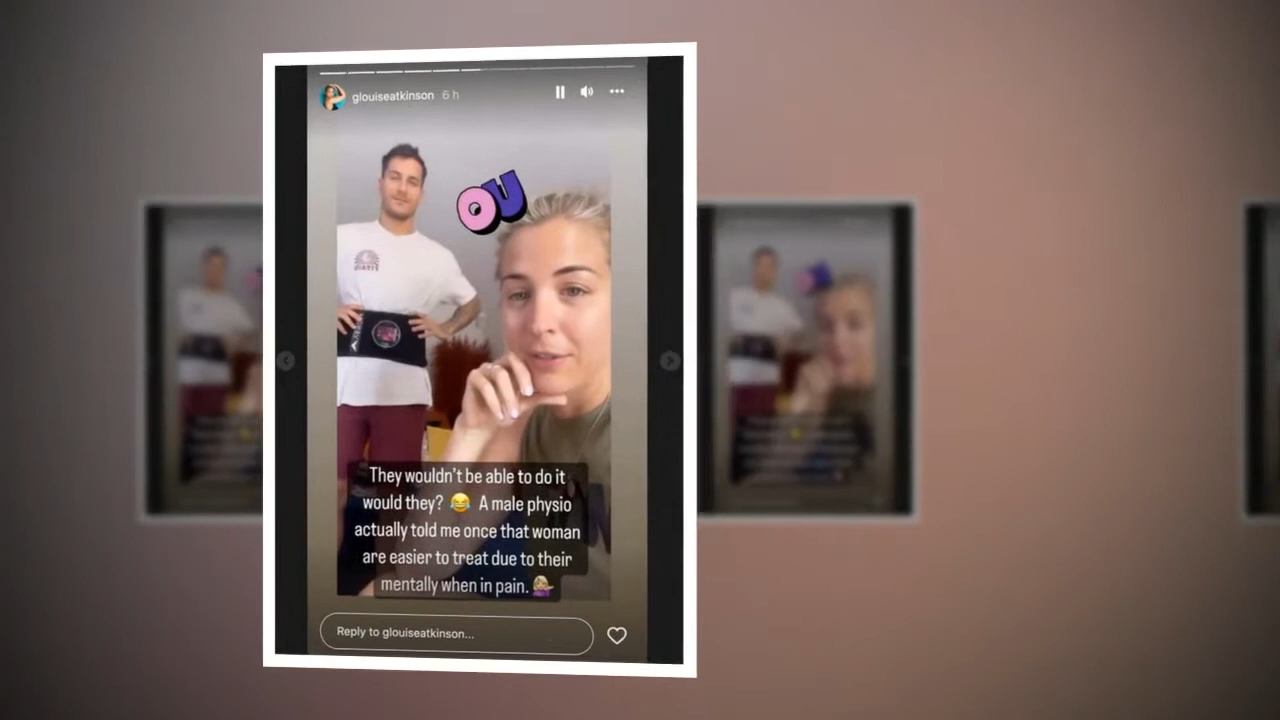 glouiseatkinson 6 h
OU
They wouldn't be able to do it
would they? 😂 A male physio
actually told me once that woman
are easier to treat due to their
mentally when in pain. 💁🏼‍♀️
Reply to glouiseatkinson...